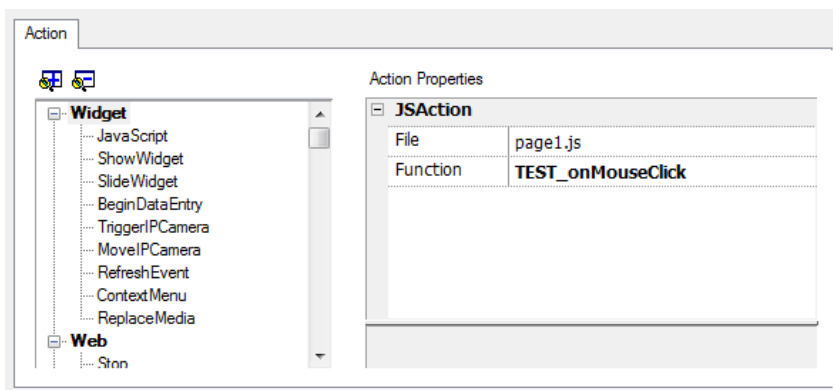 Action
Action Properties
Widget
JavaScript
ShowWidget
SlideWidget
BeginDataEntry
TriggerIPCamera
MoveIPCamera
RefreshEvent
ContextMenu
ReplaceMedia
Web
Stop
JSAction
File page1.js
Function TEST_onMouseClick